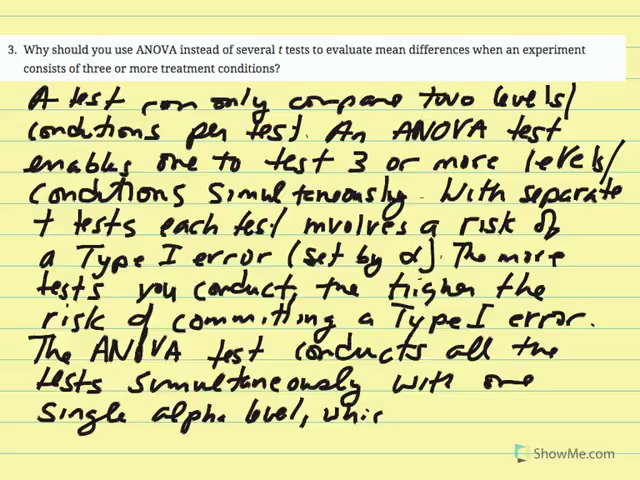 3. Why should you use ANOVA instead of several t tests to evaluate mean differences when an experiment
consists of three or more treatment conditions?
A test can only compare two levels/
conditions per test. An ANOVA test
enables one to test 3 or more levels/
conditions simultaneously. With separate
t tests each test involves a risk of
a Type I error (set by α). The more
tests you conduct, the higher the
risk of committing a Type I error.
The ANOVA test conducts all the
tests simultaneously with one
single alpha level, whic
ShowMe.com